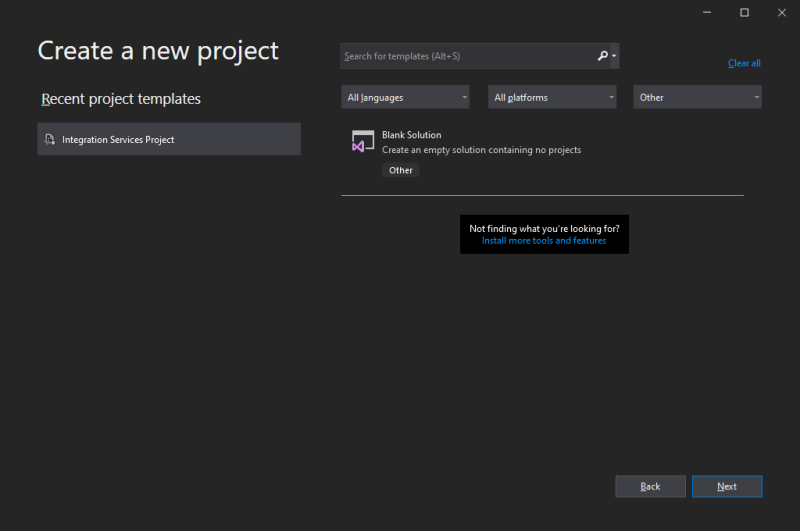 Create a new project
Recent project templates
Integration Services Project
Search for templates (Alt+S)
Clear all
All languages
All platforms
Other
Blank Solution
Create an empty solution containing no projects
Other
Not finding what you're looking for?
Install more tools and features
Back
Next